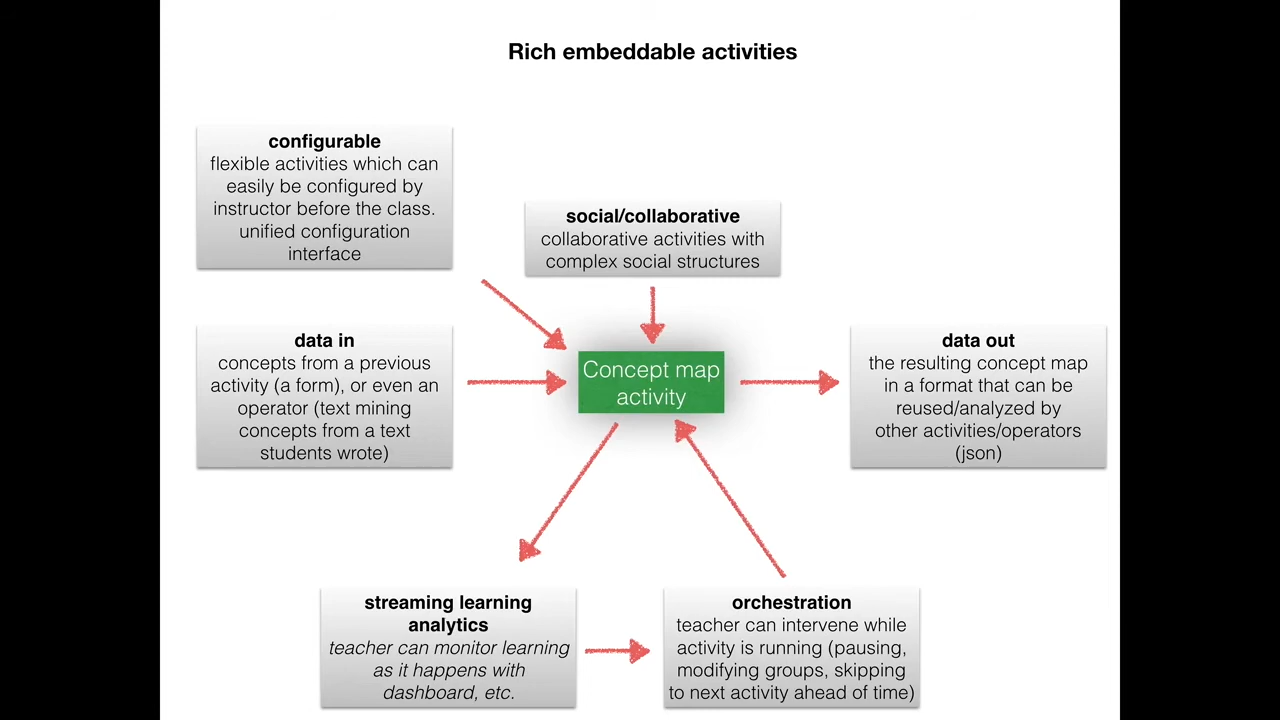 Rich embeddable activities
configurable
flexible activities which can
easily be configured by
instructor before the class.
unified configuration
interface
social/collaborative
collaborative activities with
complex social structures
data in
concepts from a previous
activity (a form), or even an
operator (text mining
concepts from a text
students wrote)
Concept map
activity
data out
the resulting concept map
in a format that can be
reused/analyzed by
other activities/operators
(json)
streaming learning
analytics
teacher can monitor learning
as it happens with
dashboard, etc.
orchestration
teacher can intervene while
activity is running (pausing,
modifying groups, skipping
to next activity ahead of time)